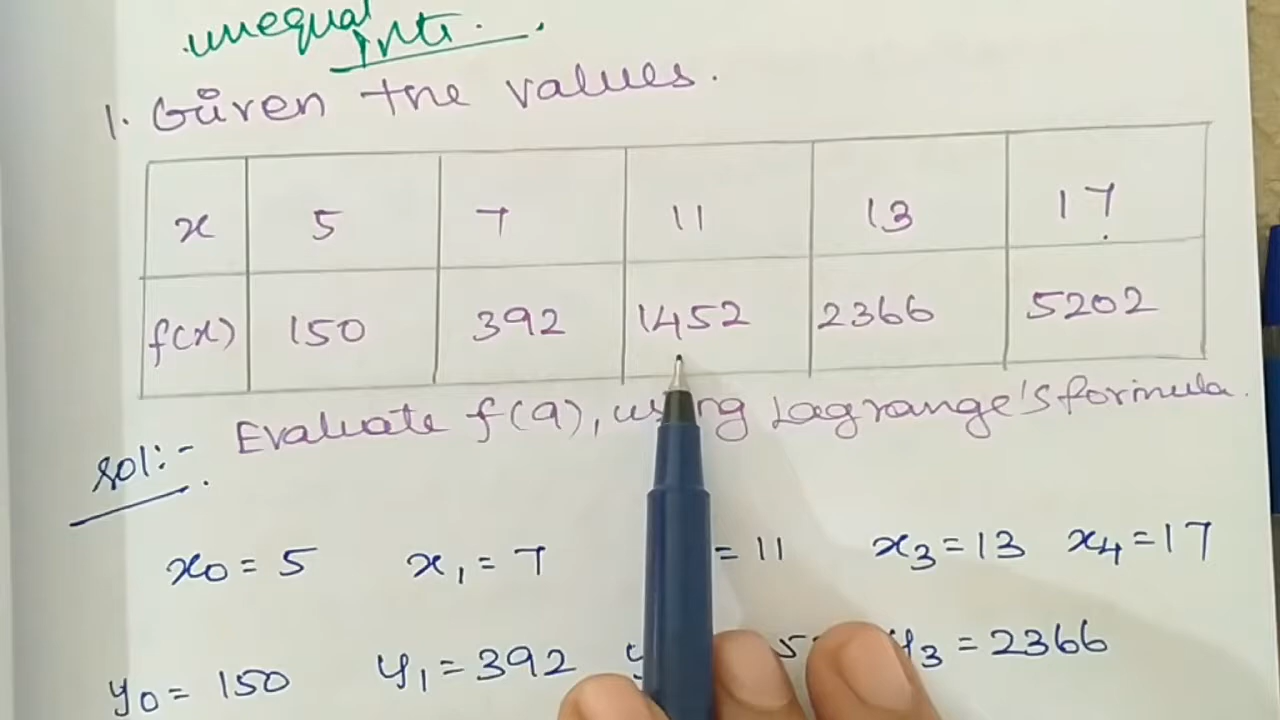 unequal
Int.
1. Given the values.
x 5 7 11 13 17
f(x) 150 392 1452 2366 5202
Evaluate f(9), using Lagrange's formula.
Sol:-
x0 = 5 x1 = 7 = 11 x3 = 13 x4 = 17
y0 = 150 y1 = 392 y3 = 2366